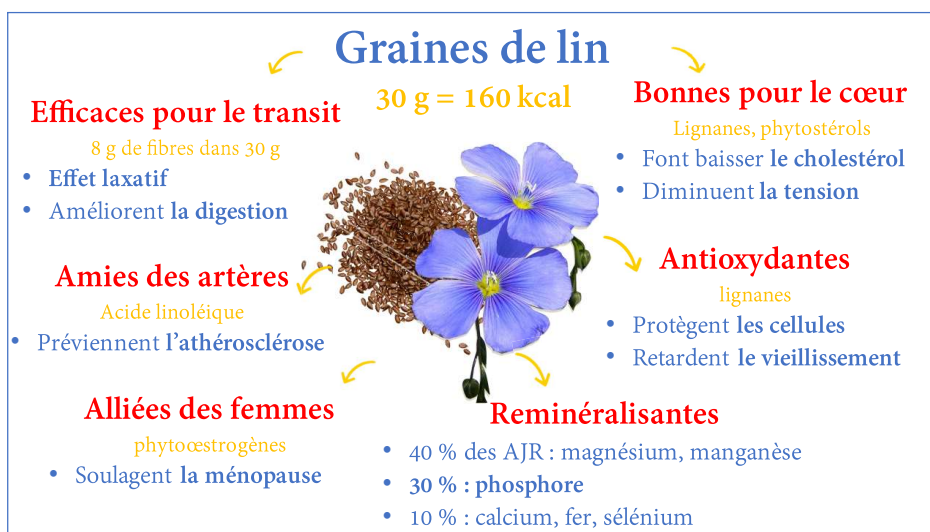 Graines de lin
30 g = 160 kcal
Efficaces pour le transit
8 g de fibres dans 30 g
• Effet laxatif
• Améliorent la digestion
Bonnes pour le cœur
Lignanes, phytostérols
• Font baisser le cholestérol
• Diminuent la tension
Amies des artères
Acide linoléique
• Préviennent l’athérosclérose
Antioxydantes
lignanes
• Protègent les cellules
• Retardent le vieillissement
Alliées des femmes
phytoœstrogènes
• Soulagent la ménopause
Reminéralisantes
• 40 % des AJR : magnésium, manganèse
• 30 % : phosphore
• 10 % : calcium, fer, sélénium